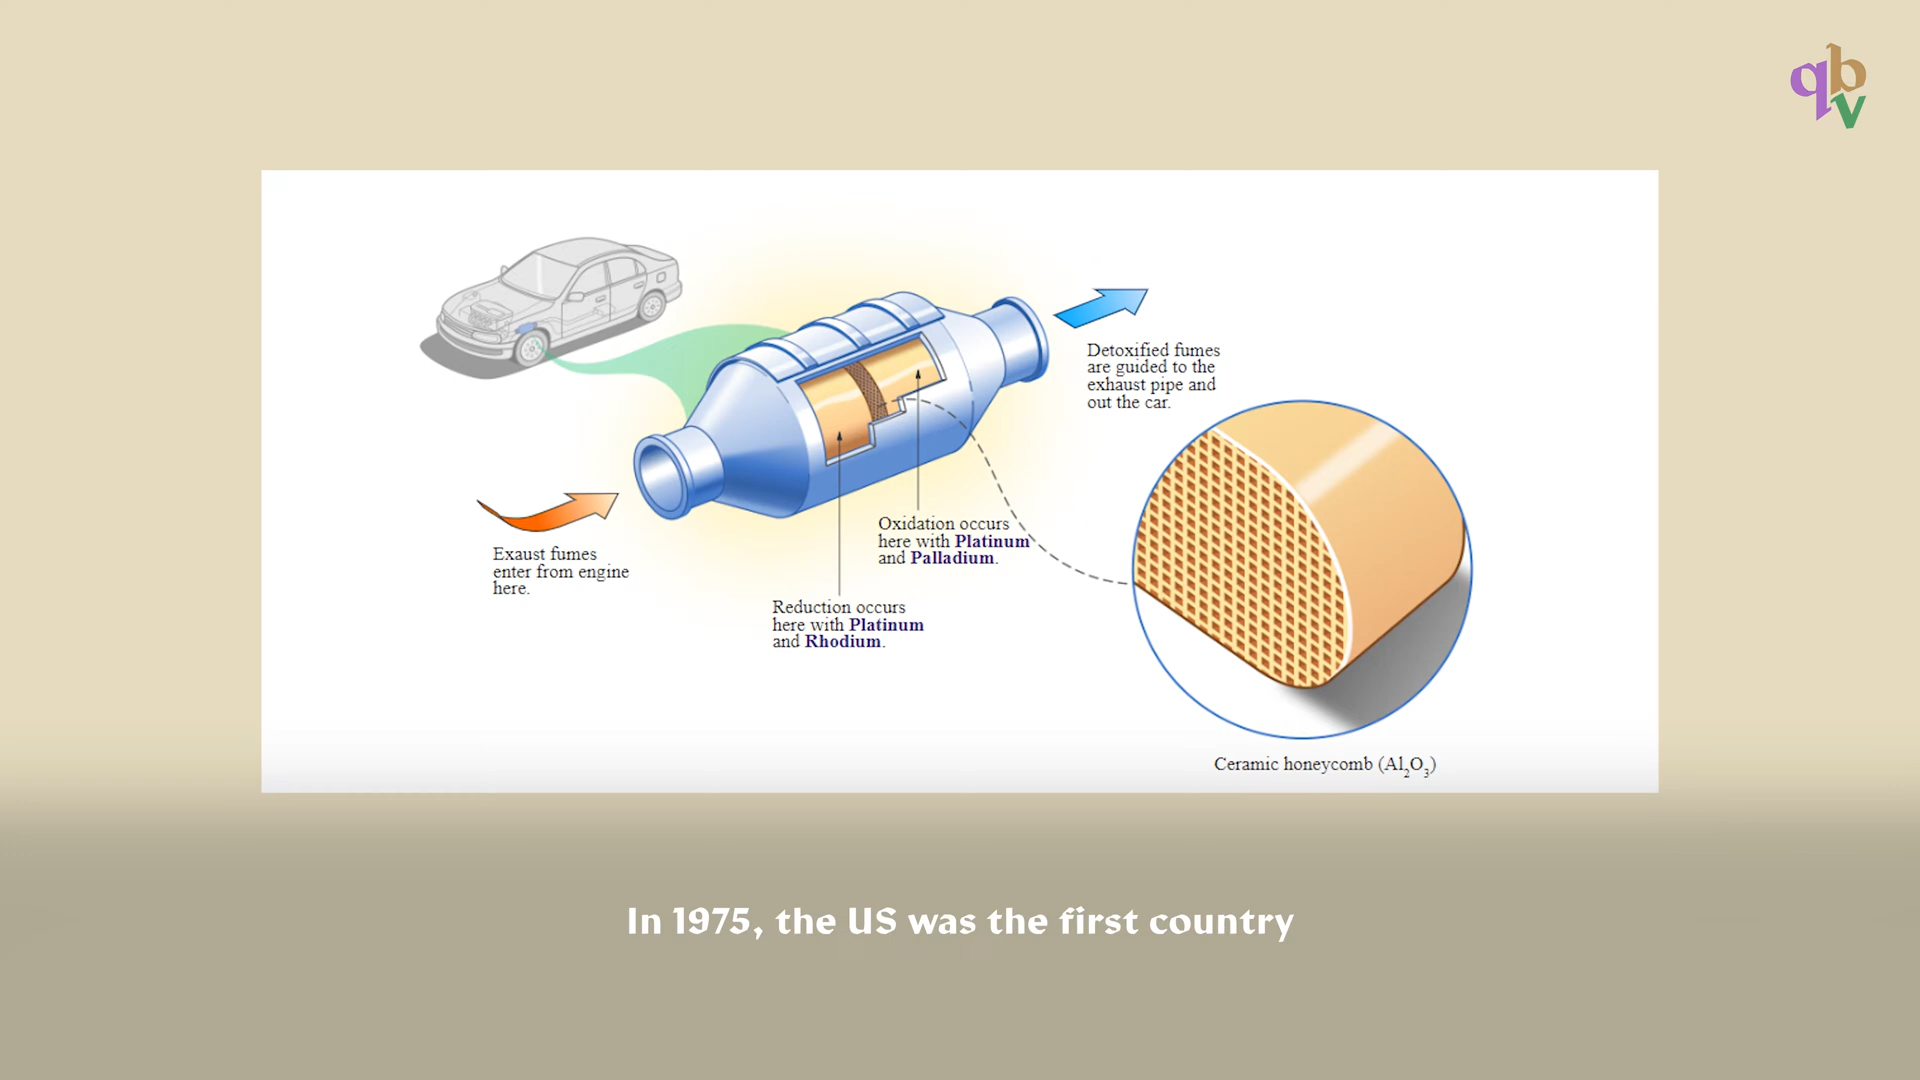 qbv
Detoxified fumes
are guided to the
exhaust pipe and
out the car.
Exaust fumes
enter from engine
here.
Oxidation occurs
here with Platinum
and Palladium.
Reduction occurs
here with Platinum
and Rhodium.
Ceramic honeycomb (Al₂O₃)
In 1975, the US was the first country